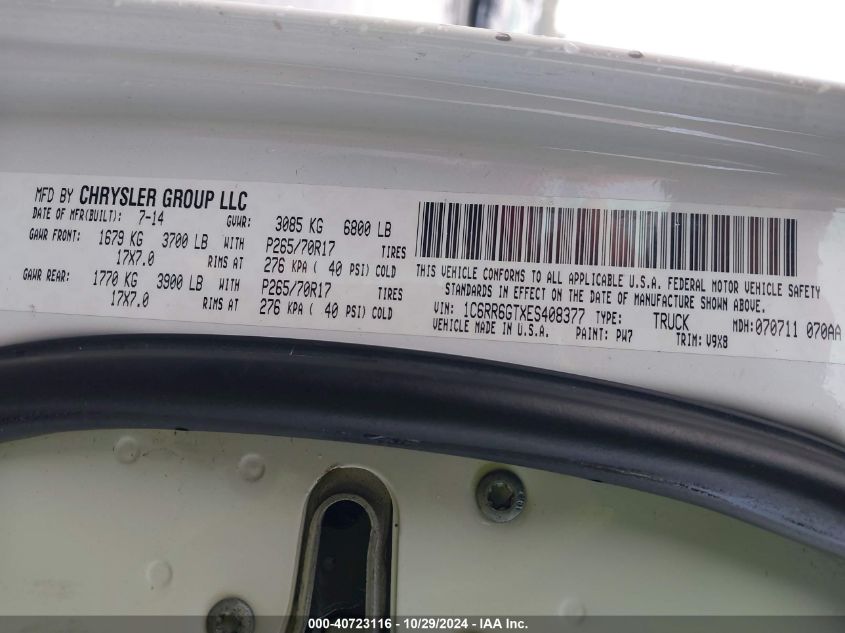 MFD BY CHRYSLER GROUP LLC
DATE OF MFR(BUILT): 7-14 GVWR: 3085 KG 6800 LB
GAWR FRONT: 1679 KG 3700 LB WITH P265/70R17 TIRES
17X7.0 RIMS AT 276 KPA ( 40 PSI) COLD
GAWR REAR: 1770 KG 3900 LB WITH P265/70R17 TIRES
17X7.0 RIMS AT 276 KPA ( 40 PSI) COLD
THIS VEHICLE CONFORMS TO ALL APPLICABLE U.S.A. FEDERAL MOTOR VEHICLE SAFETY
STANDARDS IN EFFECT ON THE DATE OF MANUFACTURE SHOWN ABOVE.
VIN: 1C6RR6GTXES408377 TYPE: TRUCK MDH: 070711 070AA
VEHICLE MADE IN U.S.A. PAINT: PW7 TRIM: V9X8
000-40723116 - 10/29/2024 - IAA Inc.